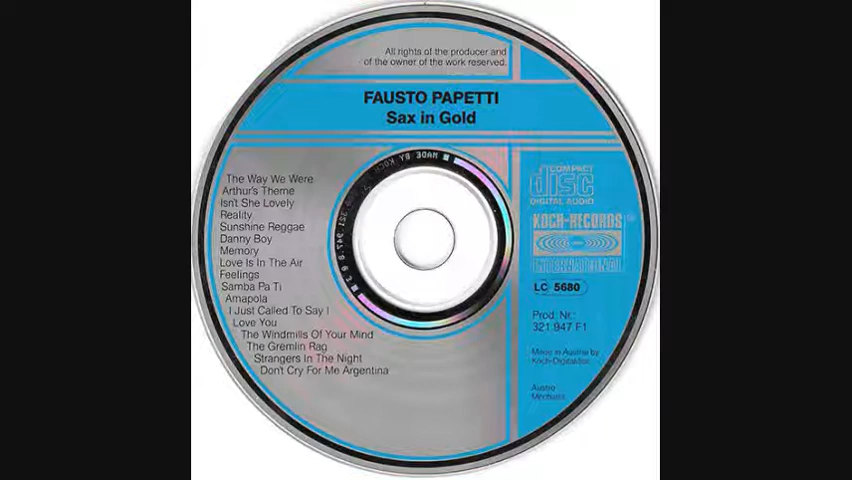 All rights of the producer and
of the owner of the work reserved.
FAUSTO PAPETTI
Sax in Gold
The Way We Were
Arthur's Theme
Isn't She Lovely
Reality
Sunshine Reggae
Danny Boy
Memory
Love Is In The Air
Feelings
Samba Pa Ti
Amapola
I Just Called To Say I
Love You
The Windmills Of Your Mind
The Gremlin Rag
Strangers In The Night
Don't Cry For Me Argentina
MADE BY KOCH
COMPACT
disc
DIGITAL AUDIO
KOCH-RECORDS
INTERNATIONAL
LC 5680
Prod. Nr.:
321 947 F1
Made in Austria by
Koch-Digitaldisc
Austro
Mechana